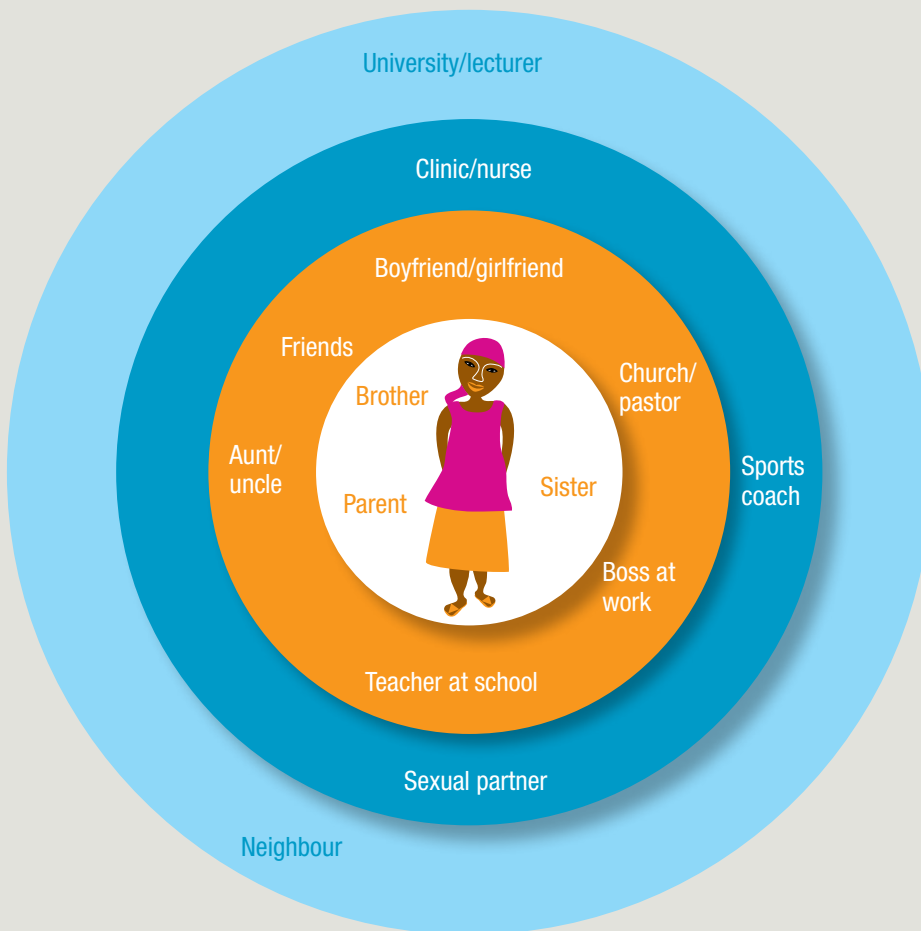 University/lecturer
Clinic/nurse
Boyfriend/girlfriend
Friends
Church/
pastor
Brother
Aunt/
uncle
Sports
coach
Sister
Parent
Boss at
work
Teacher at school
Sexual partner
Neighbour